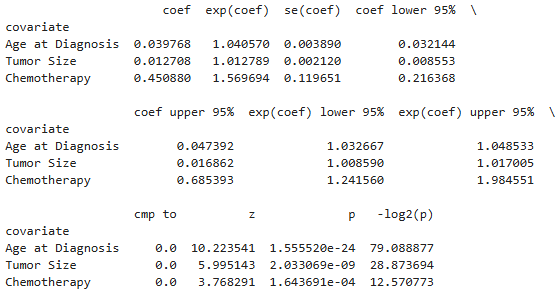 coef exp(coef) se(coef) coef lower 95% \
covariate
Age at Diagnosis 0.039768 1.040570 0.003890 0.032144
Tumor Size 0.012708 1.012789 0.002120 0.008553
Chemotherapy 0.450880 1.569694 0.119651 0.216368
coef upper 95% exp(coef) lower 95% exp(coef) upper 95% \
covariate
Age at Diagnosis 0.047392 1.032667 1.048533
Tumor Size 0.016862 1.008590 1.017005
Chemotherapy 0.685393 1.241560 1.984551
cmp to z p -log2(p)
covariate
Age at Diagnosis 0.0 10.223541 1.555520e-24 79.088877
Tumor Size 0.0 5.995143 2.033069e-09 28.873694
Chemotherapy 0.0 3.768291 1.643691e-04 12.570773